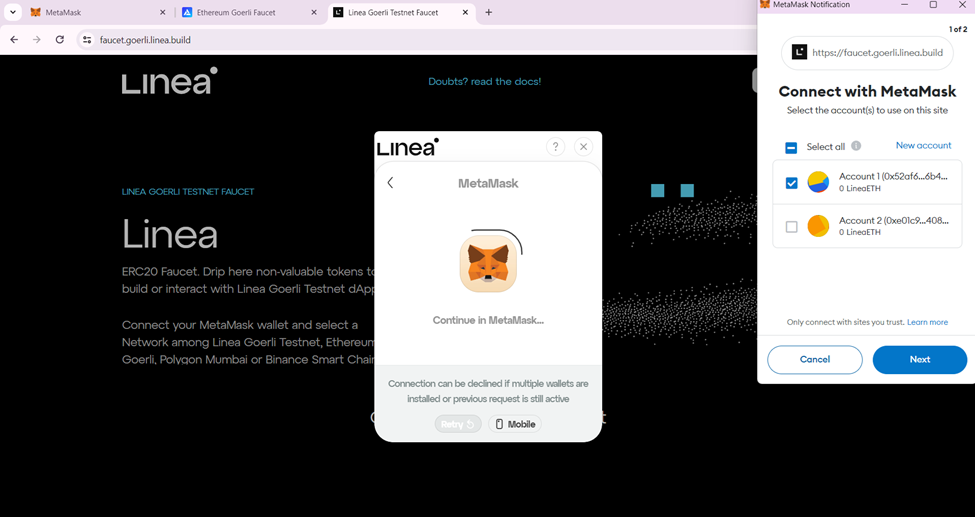 MetaMask
Ethereum Goerli Faucet
Linea Goerli Testnet Faucet
faucet.goerli.linea.build
Linea
Doubts? read the docs!
LINEA GOERLI TESTNET FAUCET
Linea
ERC20 Faucet. Drip here non-valuable tokens to
build or interact with Linea Goerli Testnet dApp
Connect your MetaMask wallet and select a
Network among Linea Goerli Testnet, Ethereum
Goerli, Polygon Mumbai or Binance Smart Chain
Linea
?
MetaMask
Continue in MetaMask...
Connection can be declined if multiple wallets are
installed or previous request is still active
Retry
Mobile
MetaMask Notification
1 of 2
https://faucet.goerli.linea.build
Connect with MetaMask
Select the account(s) to use on this site
Select all
New account
Account 1 (0x52af6...6b4...
0 LineaETH
Account 2 (0xe01c9...408...
0 LineaETH
Only connect with sites you trust. Learn more
Cancel
Next